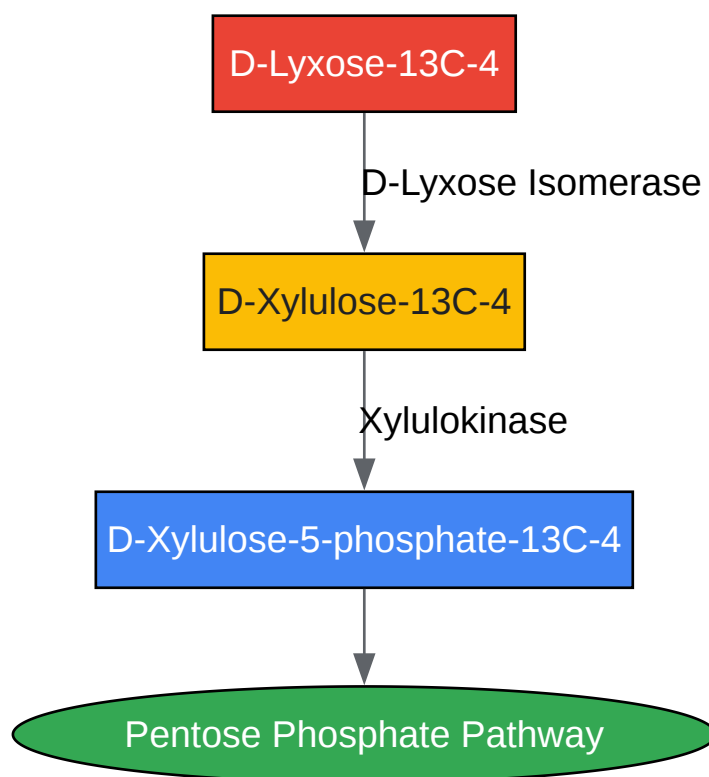 D-Lyxose-13C-4
D-Lyxose Isomerase
D-Xylulose-13C-4
Xylulokinase
D-Xylulose-5-phosphate-13C-4
Pentose Phosphate Pathway